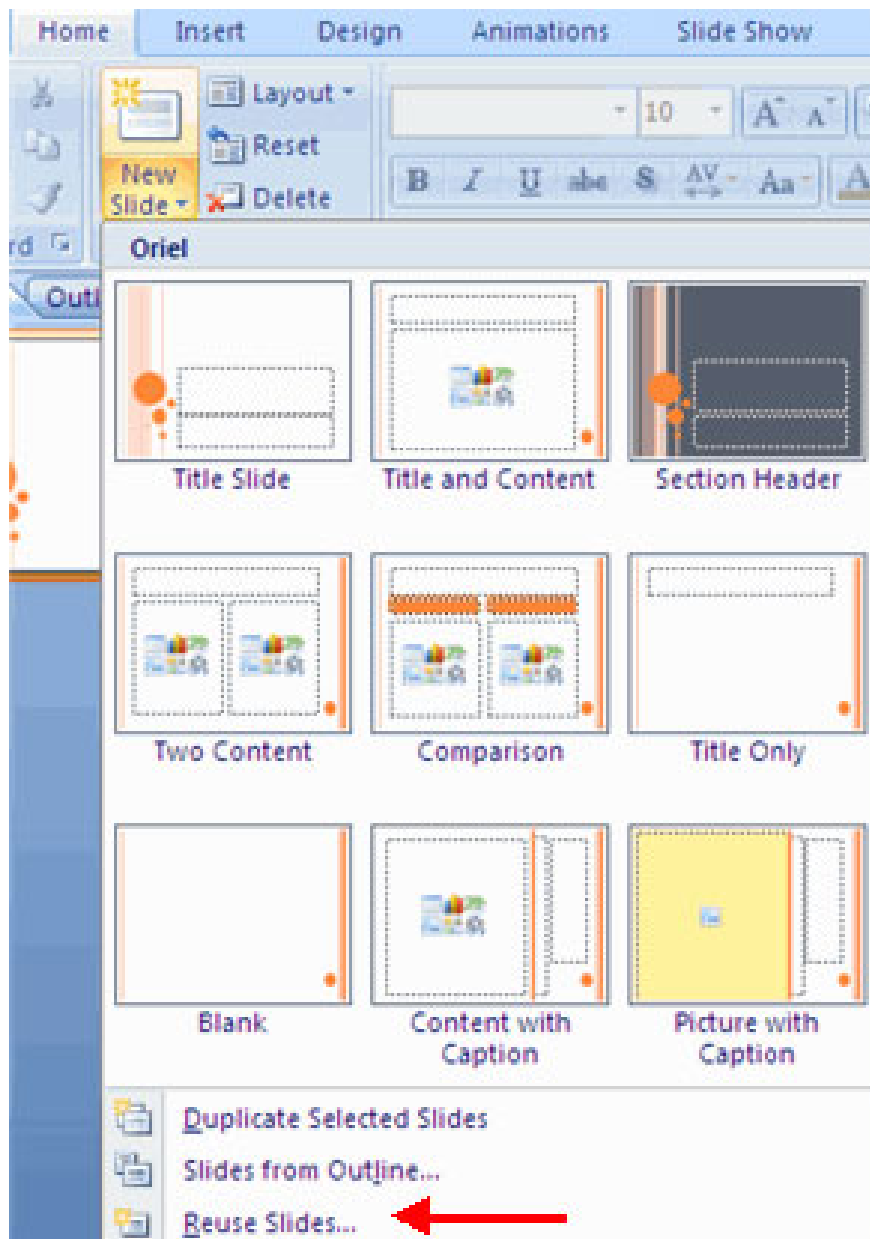 Home Insert Design Animations Slide Show
Layout
10 A A
Reset
New
Slide
B I U abc S AV Aa A
Delete
rd
Oriel
Outl
Title Slide Title and Content Section Header
Two Content Comparison Title Only
Blank Content with Caption Picture with Caption
Duplicate Selected Slides
Slides from Outline...
Reuse Slides...